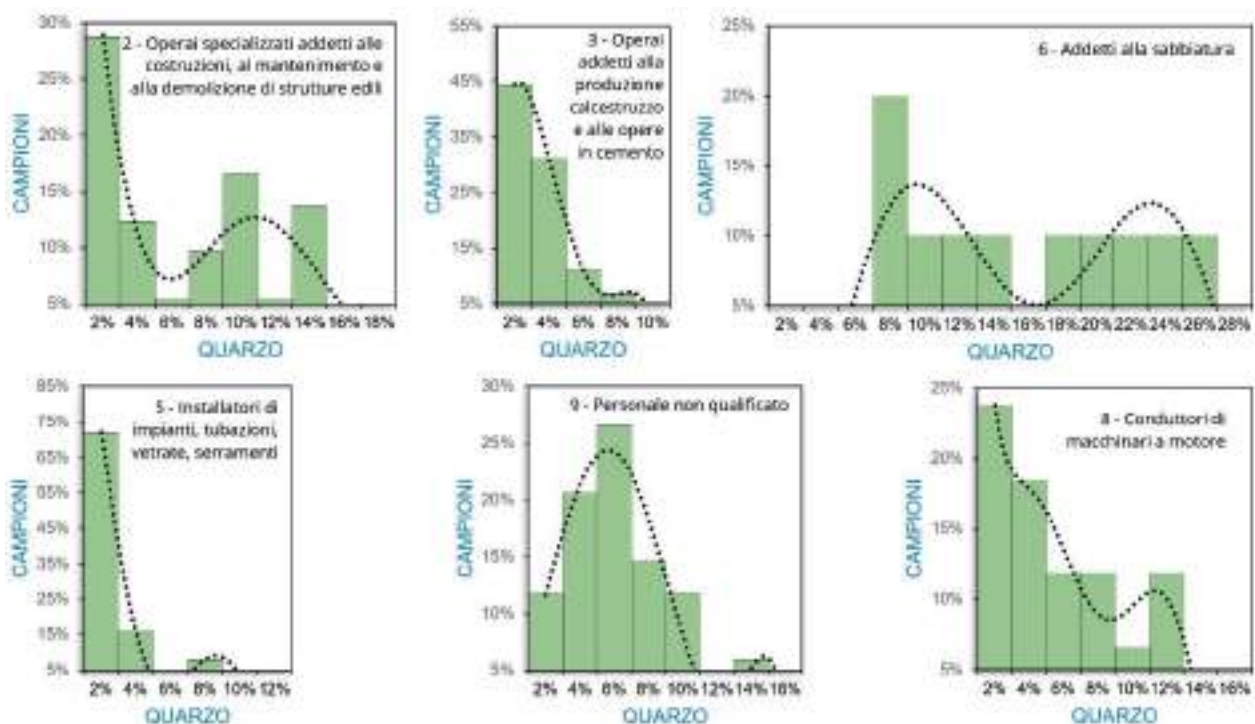 30%
25%
20%
15%
10%
5%
CAMPIONI
2 - Operai specializzati addetti alle
costruzioni, al mantenimento e
alla demolizione di strutture edili
2% 4% 6% 8% 10% 12% 14% 16% 18%
QUARZO
55%
45%
35%
25%
15%
5%
CAMPIONI
3 - Operai
addetti alla
produzione
calcestruzzo
e alle opere
in cemento
2% 4% 6% 8% 10%
QUARZO
25%
20%
15%
10%
5%
CAMPIONI
6 - Addetti alla sabbiatura
2% 4% 6% 8% 10% 12% 14% 16% 18% 20% 22% 24% 26% 28%
QUARZO
85%
75%
65%
55%
45%
35%
25%
15%
5%
CAMPIONI
5 - Installatori di
impianti, tubazioni,
vetrate, serramenti
2% 4% 6% 8% 10% 12%
QUARZO
30%
25%
20%
15%
10%
5%
CAMPIONI
9 - Personale non qualificato
2% 4% 6% 8% 10% 12% 14% 16%
QUARZO
25%
20%
15%
10%
5%
CAMPIONI
8 - Conduttori di
macchinari a motore
2% 4% 6% 8% 10% 12% 14% 16%
QUARZO